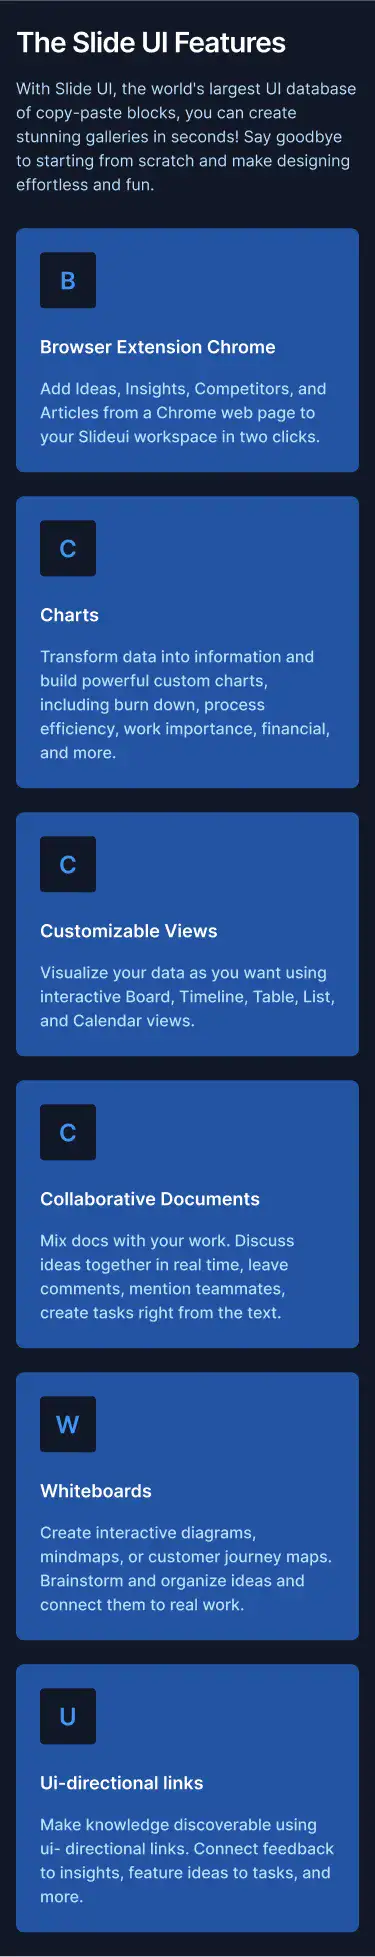 The Slide UI Features
With Slide UI, the world's largest UI database
of copy-paste blocks, you can create
stunning galleries in seconds! Say goodbye
to starting from scratch and make designing
effortless and fun.
B
Browser Extension Chrome
Add Ideas, Insights, Competitors, and
Articles from a Chrome web page to
your Slideui workspace in two clicks.
C
Charts
Transform data into information and
build powerful custom charts,
including burn down, process
efficiency, work importance, financial,
and more.
C
Customizable Views
Visualize your data as you want using
interactive Board, Timeline, Table, List,
and Calendar views.
C
Collaborative Documents
Mix docs with your work. Discuss
ideas together in real time, leave
comments, mention teammates,
create tasks right from the text.
W
Whiteboards
Create interactive diagrams,
mindmaps, or customer journey maps.
Brainstorm and organize ideas and
connect them to real work.
U
Ui-directional links
Make knowledge discoverable using
ui- directional links. Connect feedback
to insights, feature ideas to tasks, and
more.